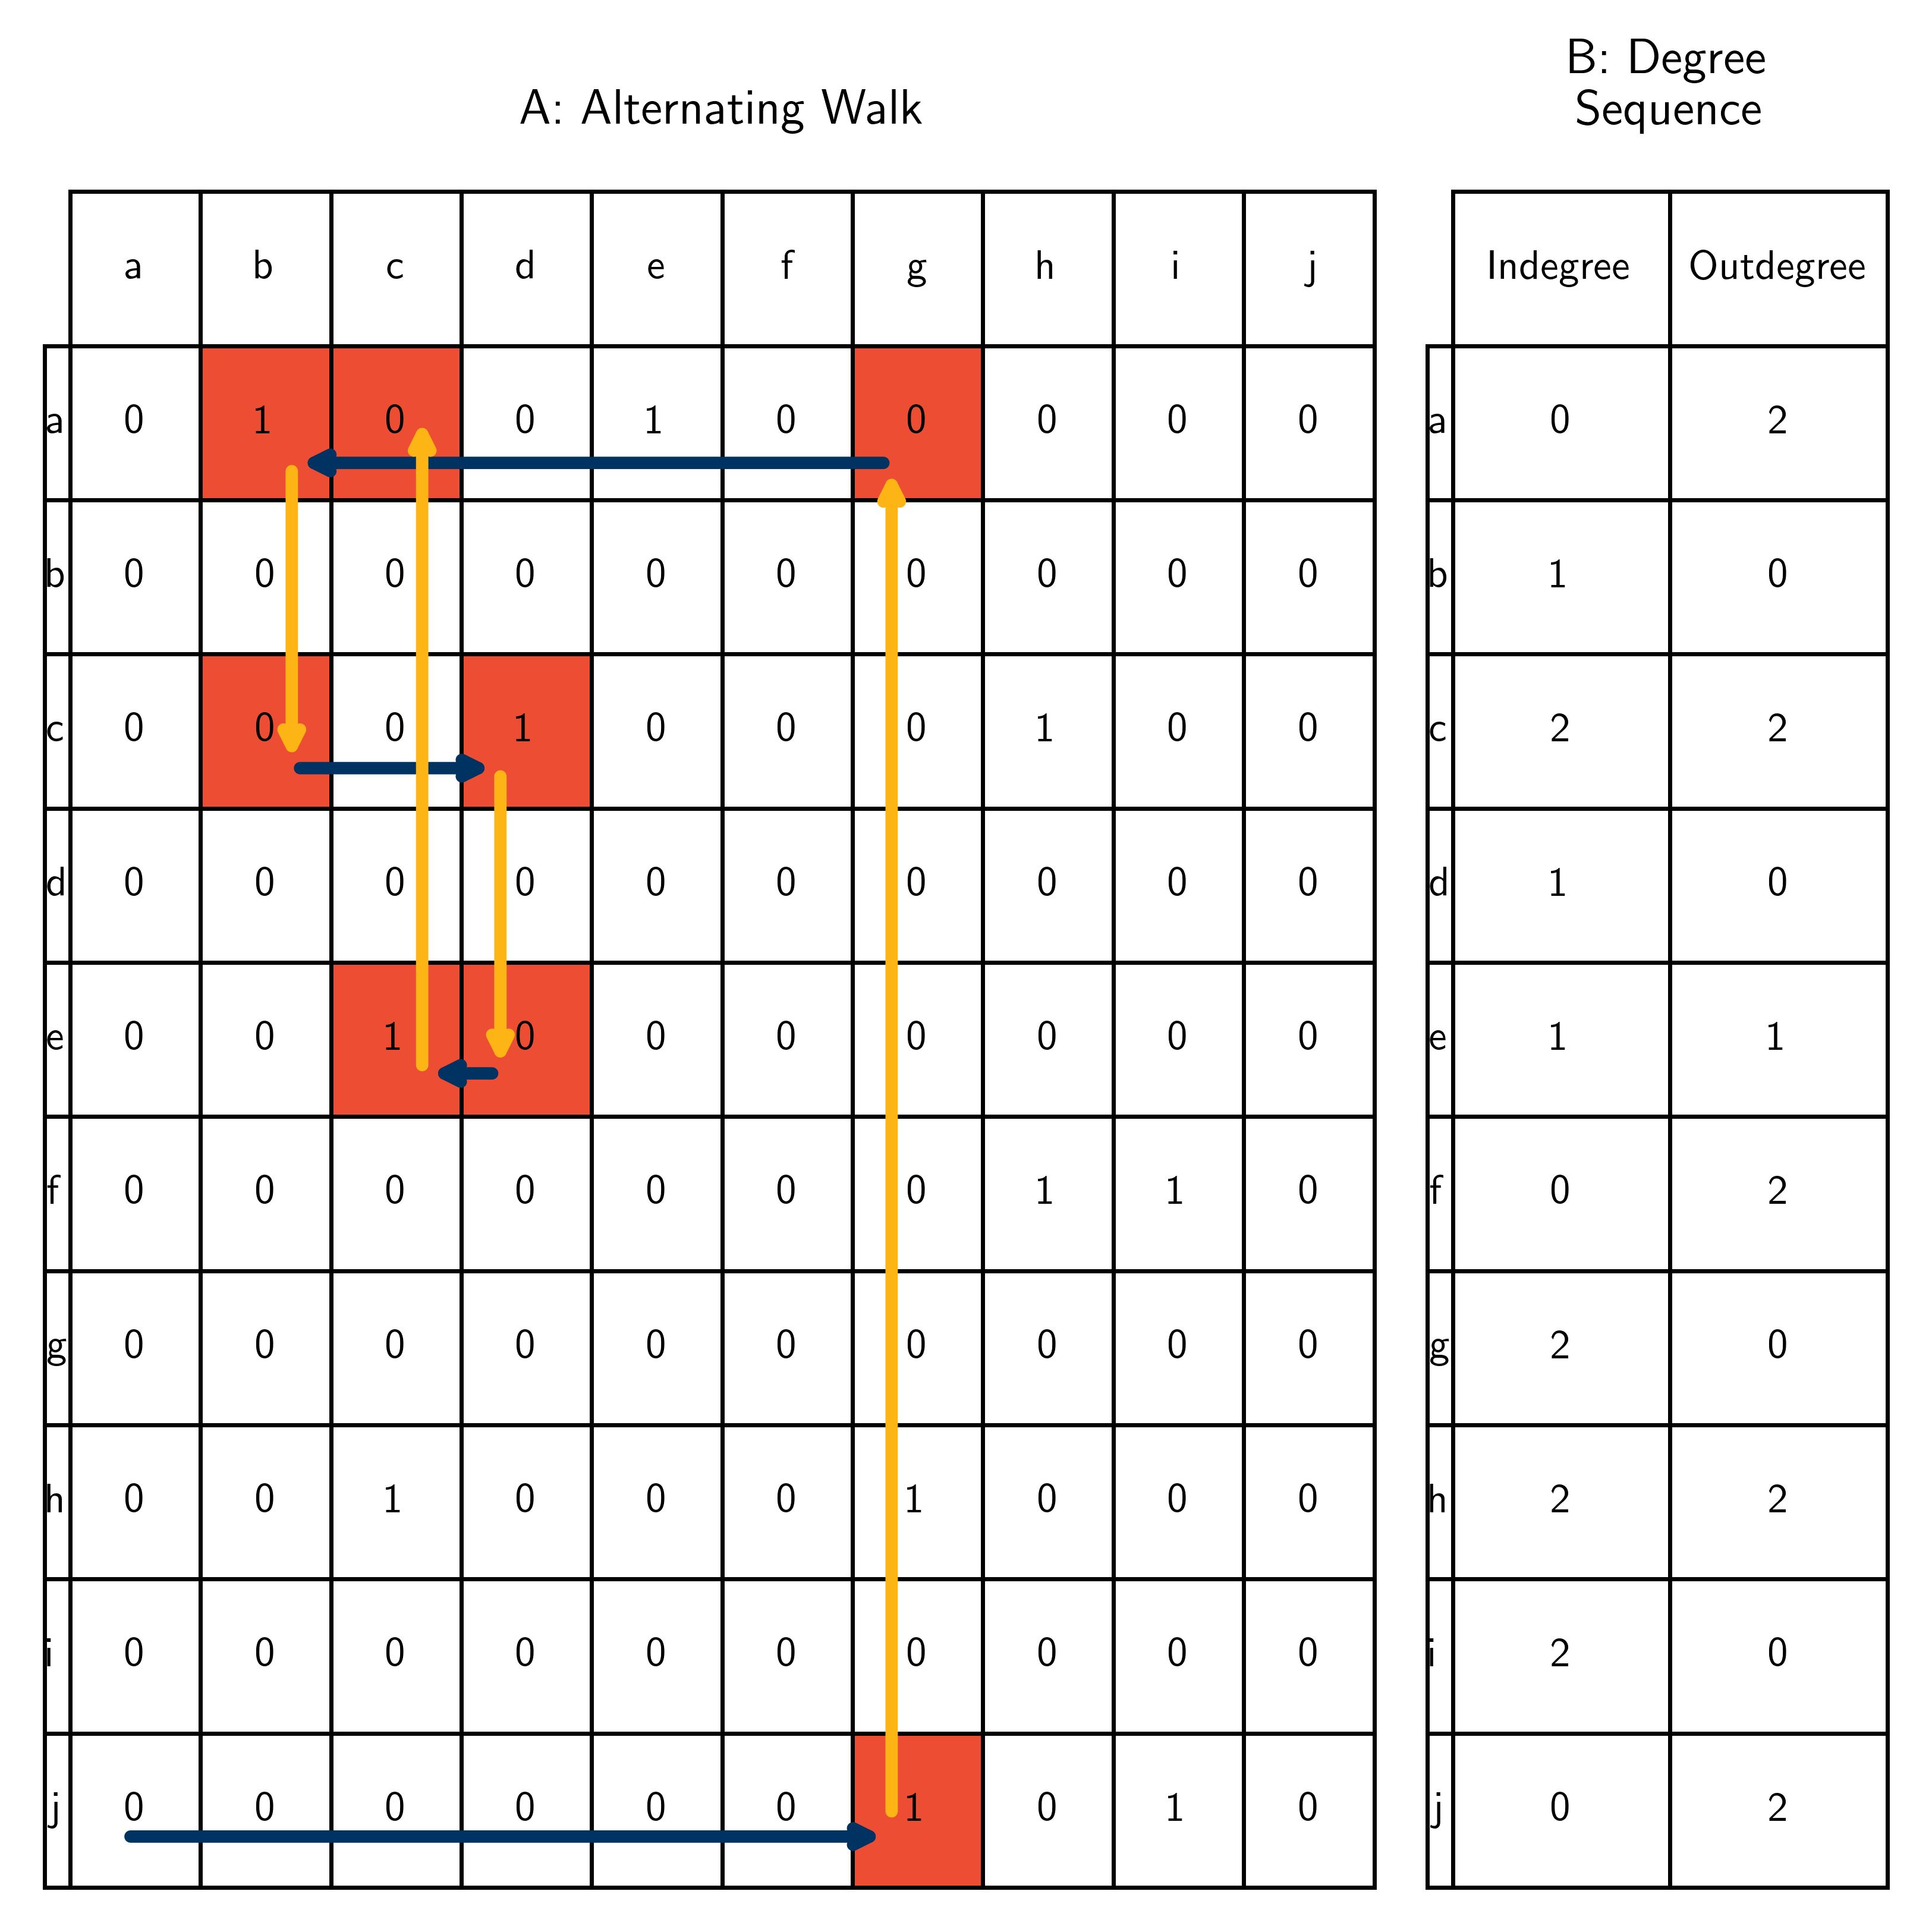 B: Degree
Sequence
A: Alternating Walk
a b c d e f g h i j
Indegree Outdegree
a 0 1 0 0 1 0 0 0 0 0
a 0 2
b 0 0 0 0 0 0 0 0 0 0
b 1 0
c 0 0 0 1 0 0 0 1 0 0
c 2 2
d 0 0 0 0 0 0 0 0 0 0
d 1 0
e 0 0 1 0 0 0 0 0 0 0
e 1 1
f 0 0 0 0 0 0 0 1 1 0
f 0 2
g 0 0 0 0 0 0 0 0 0 0
g 2 0
h 0 0 1 0 0 0 1 0 0 0
h 2 2
i 0 0 0 0 0 0 0 0 0 0
i 2 0
j 0 0 0 0 0 0 1 0 1 0
j 0 2